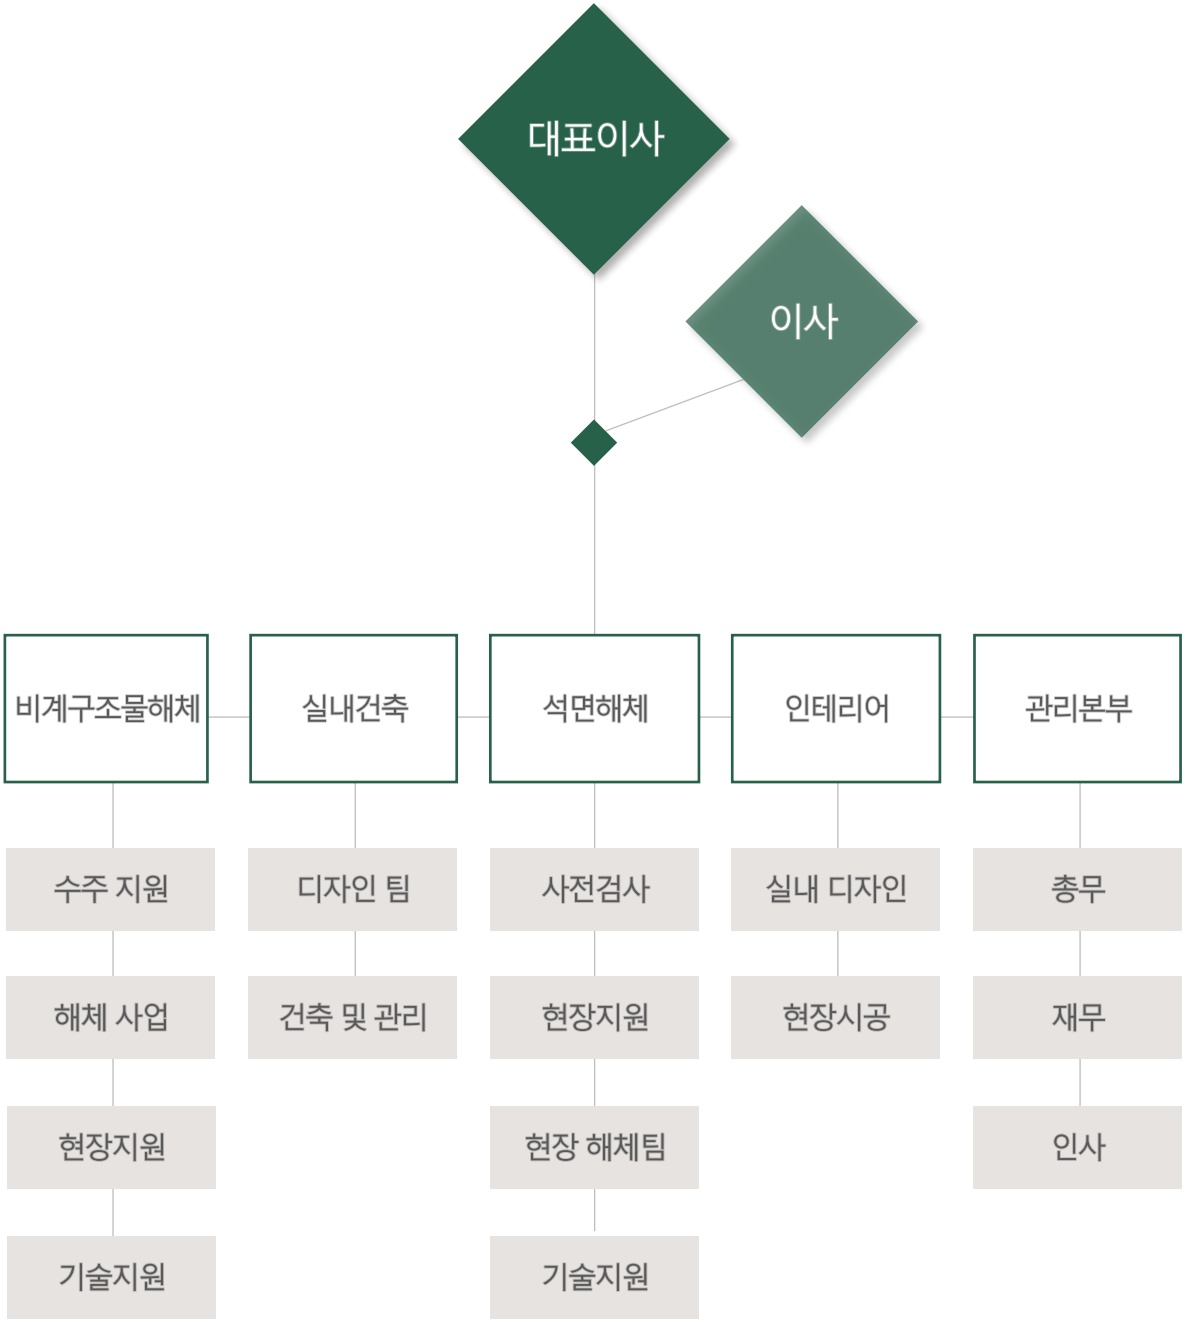 대표이사
이사
비계구조물해체
실내건축
석면해체
인테리어
관리본부
수주 지원
디자인 팀
사전검사
실내 디자인
총무
해체 사업
건축 및 관리
현장지원
현장시공
재무
현장지원
현장 해체팀
인사
기술지원
기술지원